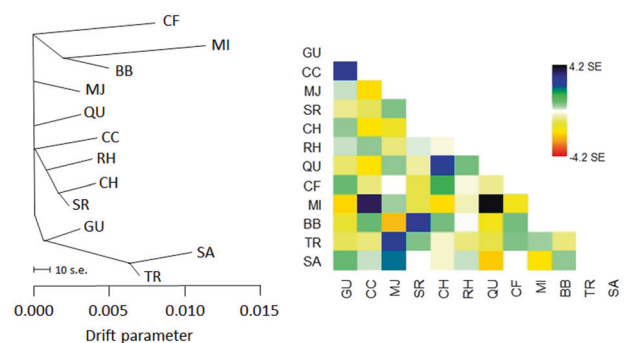 CF
MI
BB
MJ
QU
CC
RH
CH
SR
GU
SA
TR
10 s.e.
0.000 0.005 0.010 0.015
Drift parameter
GU
CC
MJ
SR
CH
RH
QU
CF
MI
BB
TR
SA
4.2 SE
-4.2 SE
GU CC MJ SR CH RH QU CF MI BB TR SA